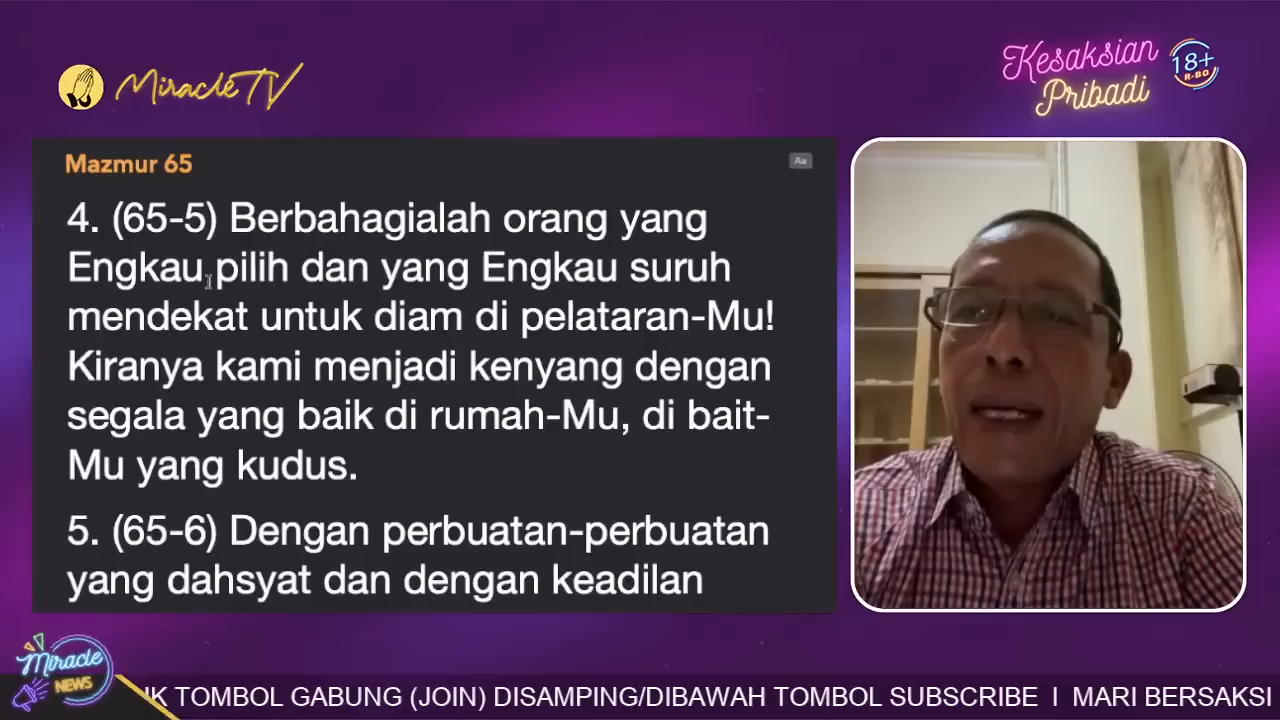 MiracleTV
Kesaksian
Pribadi
18+
R-BO
Mazmur 65
Aa
4. (65-5) Berbahagialah orang yang
Engkau pilih dan yang Engkau suruh
mendekat untuk diam di pelataran-Mu!
Kiranya kami menjadi kenyang dengan
segala yang baik di rumah-Mu, di bait-
Mu yang kudus.
5. (65-6) Dengan perbuatan-perbuatan
yang dahsyat dan dengan keadilan
Miracle
NEWS
TOMBOL GABUNG (JOIN) DISAMPING/DIBAWAH TOMBOL SUBSCRIBE I MARI BERSAKSI